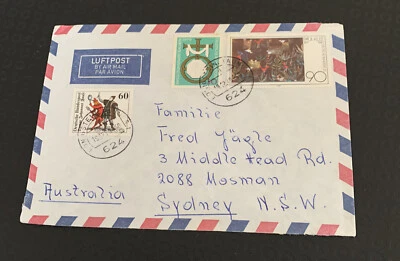 LUFTPOST
BY AIR MAIL
PAR AVION
60
90
624
624
Familie
Fred Jägle
3 Middle Head Rd.
2088 Mosman
Sydney N.S.W.
Australia